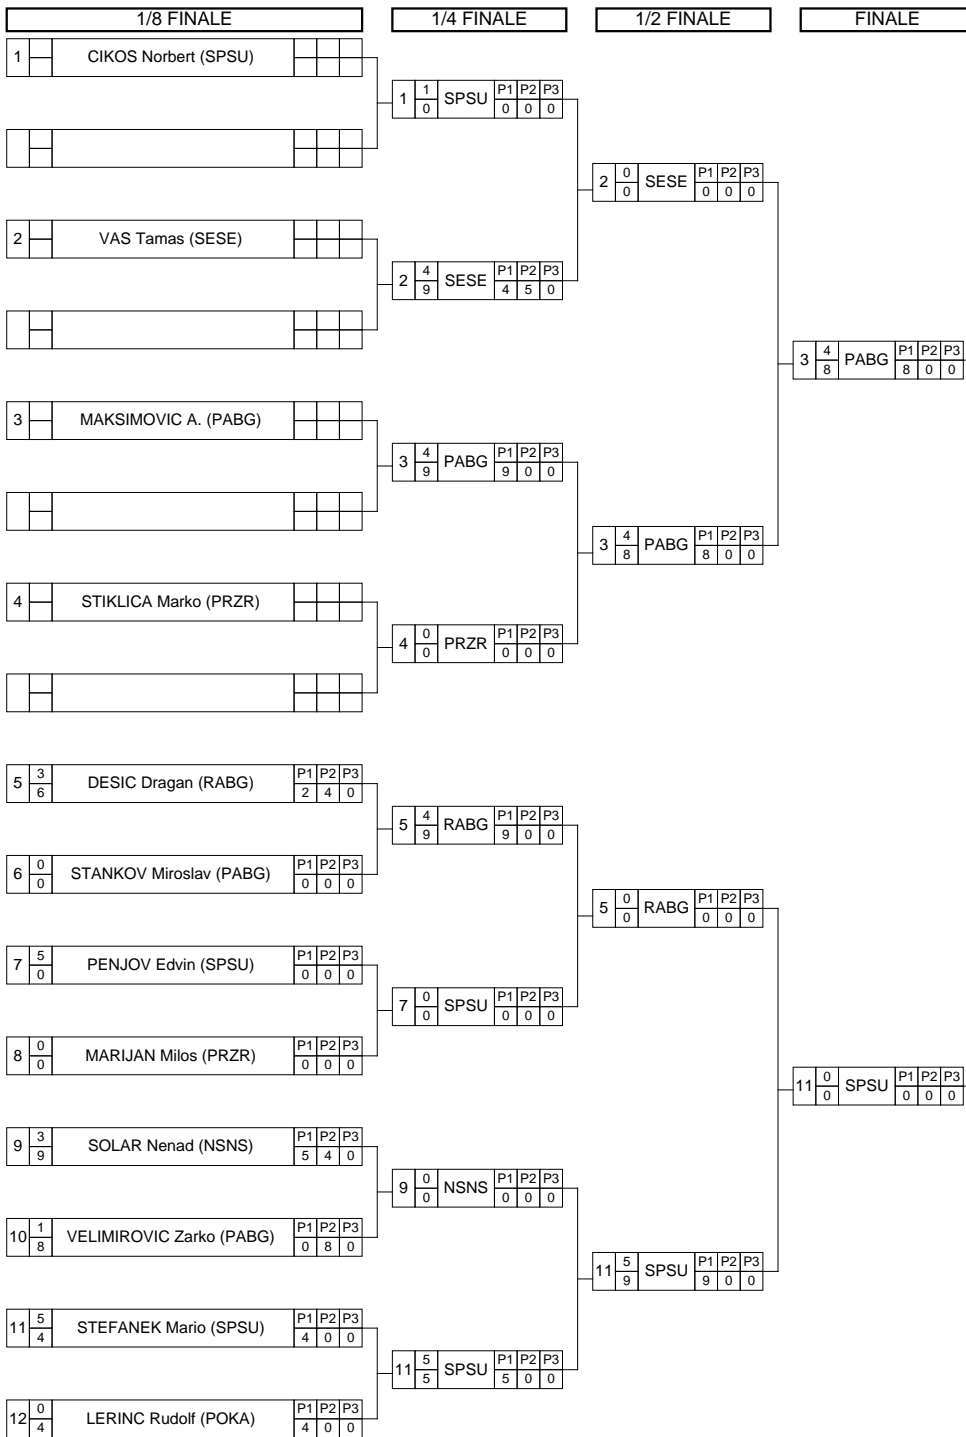 1/8 FINALE 1/4 FINALE 1/2 FINALE FINALE
1 CIKOS Norbert (SPSU)
1 1 0 SPSU P1 P2 P3 0 0 0
2 0 0 SESE P1 P2 P3 0 0 0
2 VAS Tamas (SESE)
2 4 9 SESE P1 P2 P3 4 5 0
3 4 8 PABG P1 P2 P3 8 0 0
3 MAKSIMOVIC A. (PABG)
3 4 9 PABG P1 P2 P3 9 0 0
3 4 8 PABG P1 P2 P3 8 0 0
4 STIKLICA Marko (PRZR)
4 0 0 PRZR P1 P2 P3 0 0 0
5 3 6 DESIC Dragan (RABG) P1 P2 P3 2 4 0
5 4 9 RABG P1 P2 P3 9 0 0
6 0 0 STANKOV Miroslav (PABG) P1 P2 P3 0 0 0
5 0 0 RABG P1 P2 P3 0 0 0
7 5 0 PENJOV Edvin (SPSU) P1 P2 P3 0 0 0
7 0 0 SPSU P1 P2 P3 0 0 0
8 0 0 MARIJAN Milos (PRZR) P1 P2 P3 0 0 0
11 0 0 SPSU P1 P2 P3 0 0 0
9 3 9 SOLAR Nenad (NSNS) P1 P2 P3 5 4 0
9 0 0 NSNS P1 P2 P3 0 0 0
10 1 8 VELIMIROVIC Zarko (PABG) P1 P2 P3 0 8 0
11 5 9 SPSU P1 P2 P3 9 0 0
11 5 4 STEFANEK Mario (SPSU) P1 P2 P3 4 0 0
11 5 5 SPSU P1 P2 P3 5 0 0
12 0 4 LERINC Rudolf (POKA) P1 P2 P3 4 0 0